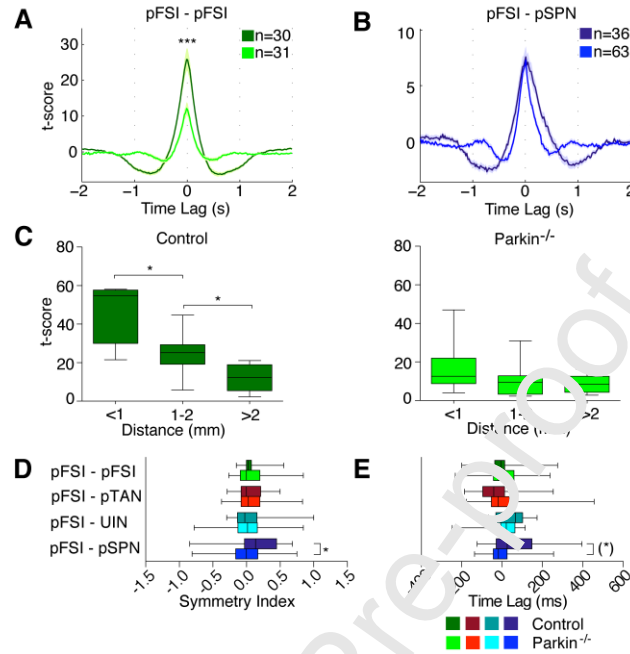 A
pFSI - pFSI
t-score
30
20
10
0
***
n=30
n=31
−2
−1
0
1
2
Time Lag (s)
B
pFSI - pSPN
10
5
0
n=36
n=63
−2
−1
0
1
2
Time Lag (s)
C
Control
t-score
80
60
40
20
0
*
*
<1
1-2
>2
Distance (mm)
Parkin-/-
80
60
40
20
0
<1
>2
Distance
D
pFSI - pFSI
pFSI - pTAN
pFSI - UIN
pFSI - pSPN
*
-1.5
-1.0
-0.5
0.0
0.5
1.0
1.5
Symmetry Index
E
(*)
-200
0
200
400
600
Time Lag (ms)
Control
Parkin-/-
Pre-proof